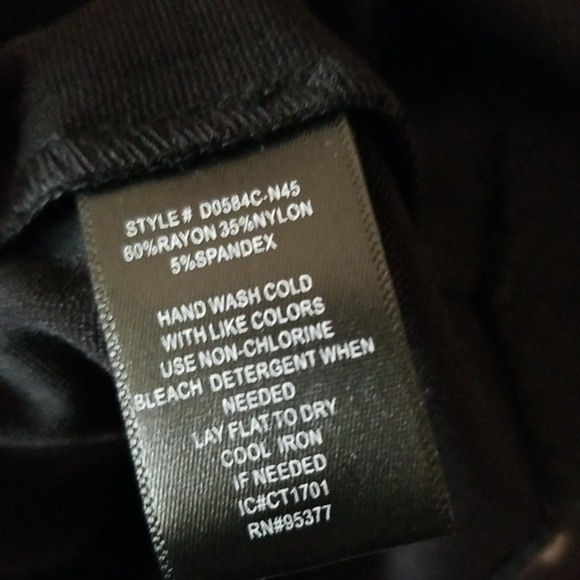 STYLE # D0584C-N45
60%RAYON 35%NYLON
5%SPANDEX
HAND WASH COLD
WITH LIKE COLORS
USE NON-CHLORINE
BLEACH DETERGENT WHEN
NEEDED
LAY FLAT TO DRY
COOL IRON
IF NEEDED
IC#CT1701
RN#95377